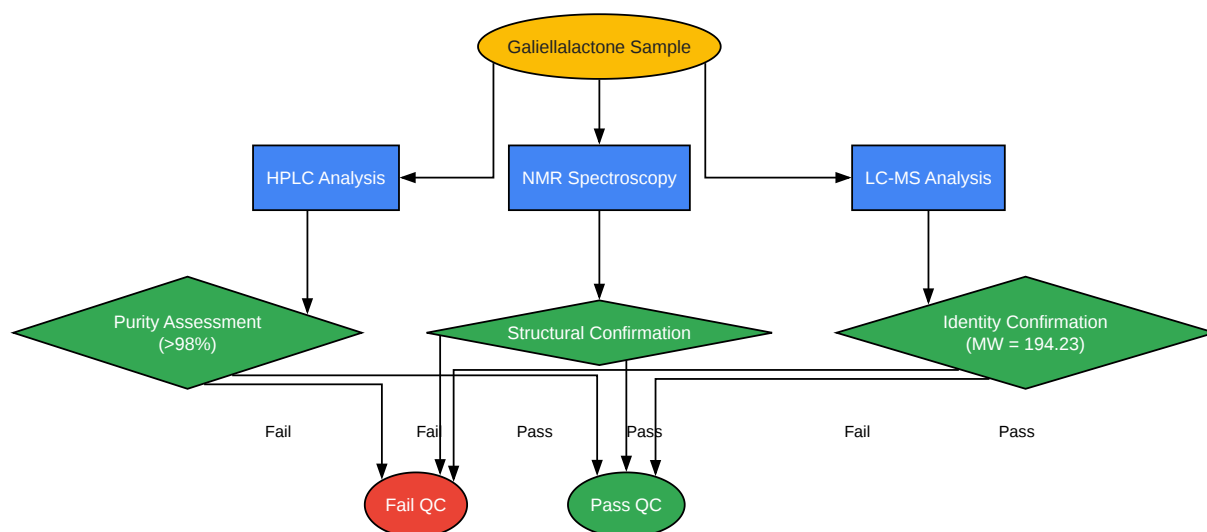 Galiellalactone Sample
HPLC Analysis
NMR Spectroscopy
LC-MS Analysis
Purity Assessment
(>98%)
Structural Confirmation
Identity Confirmation
(MW = 194.23)
Fail
Fail
Pass
Pass
Fail
Pass
Fail QC
Pass QC